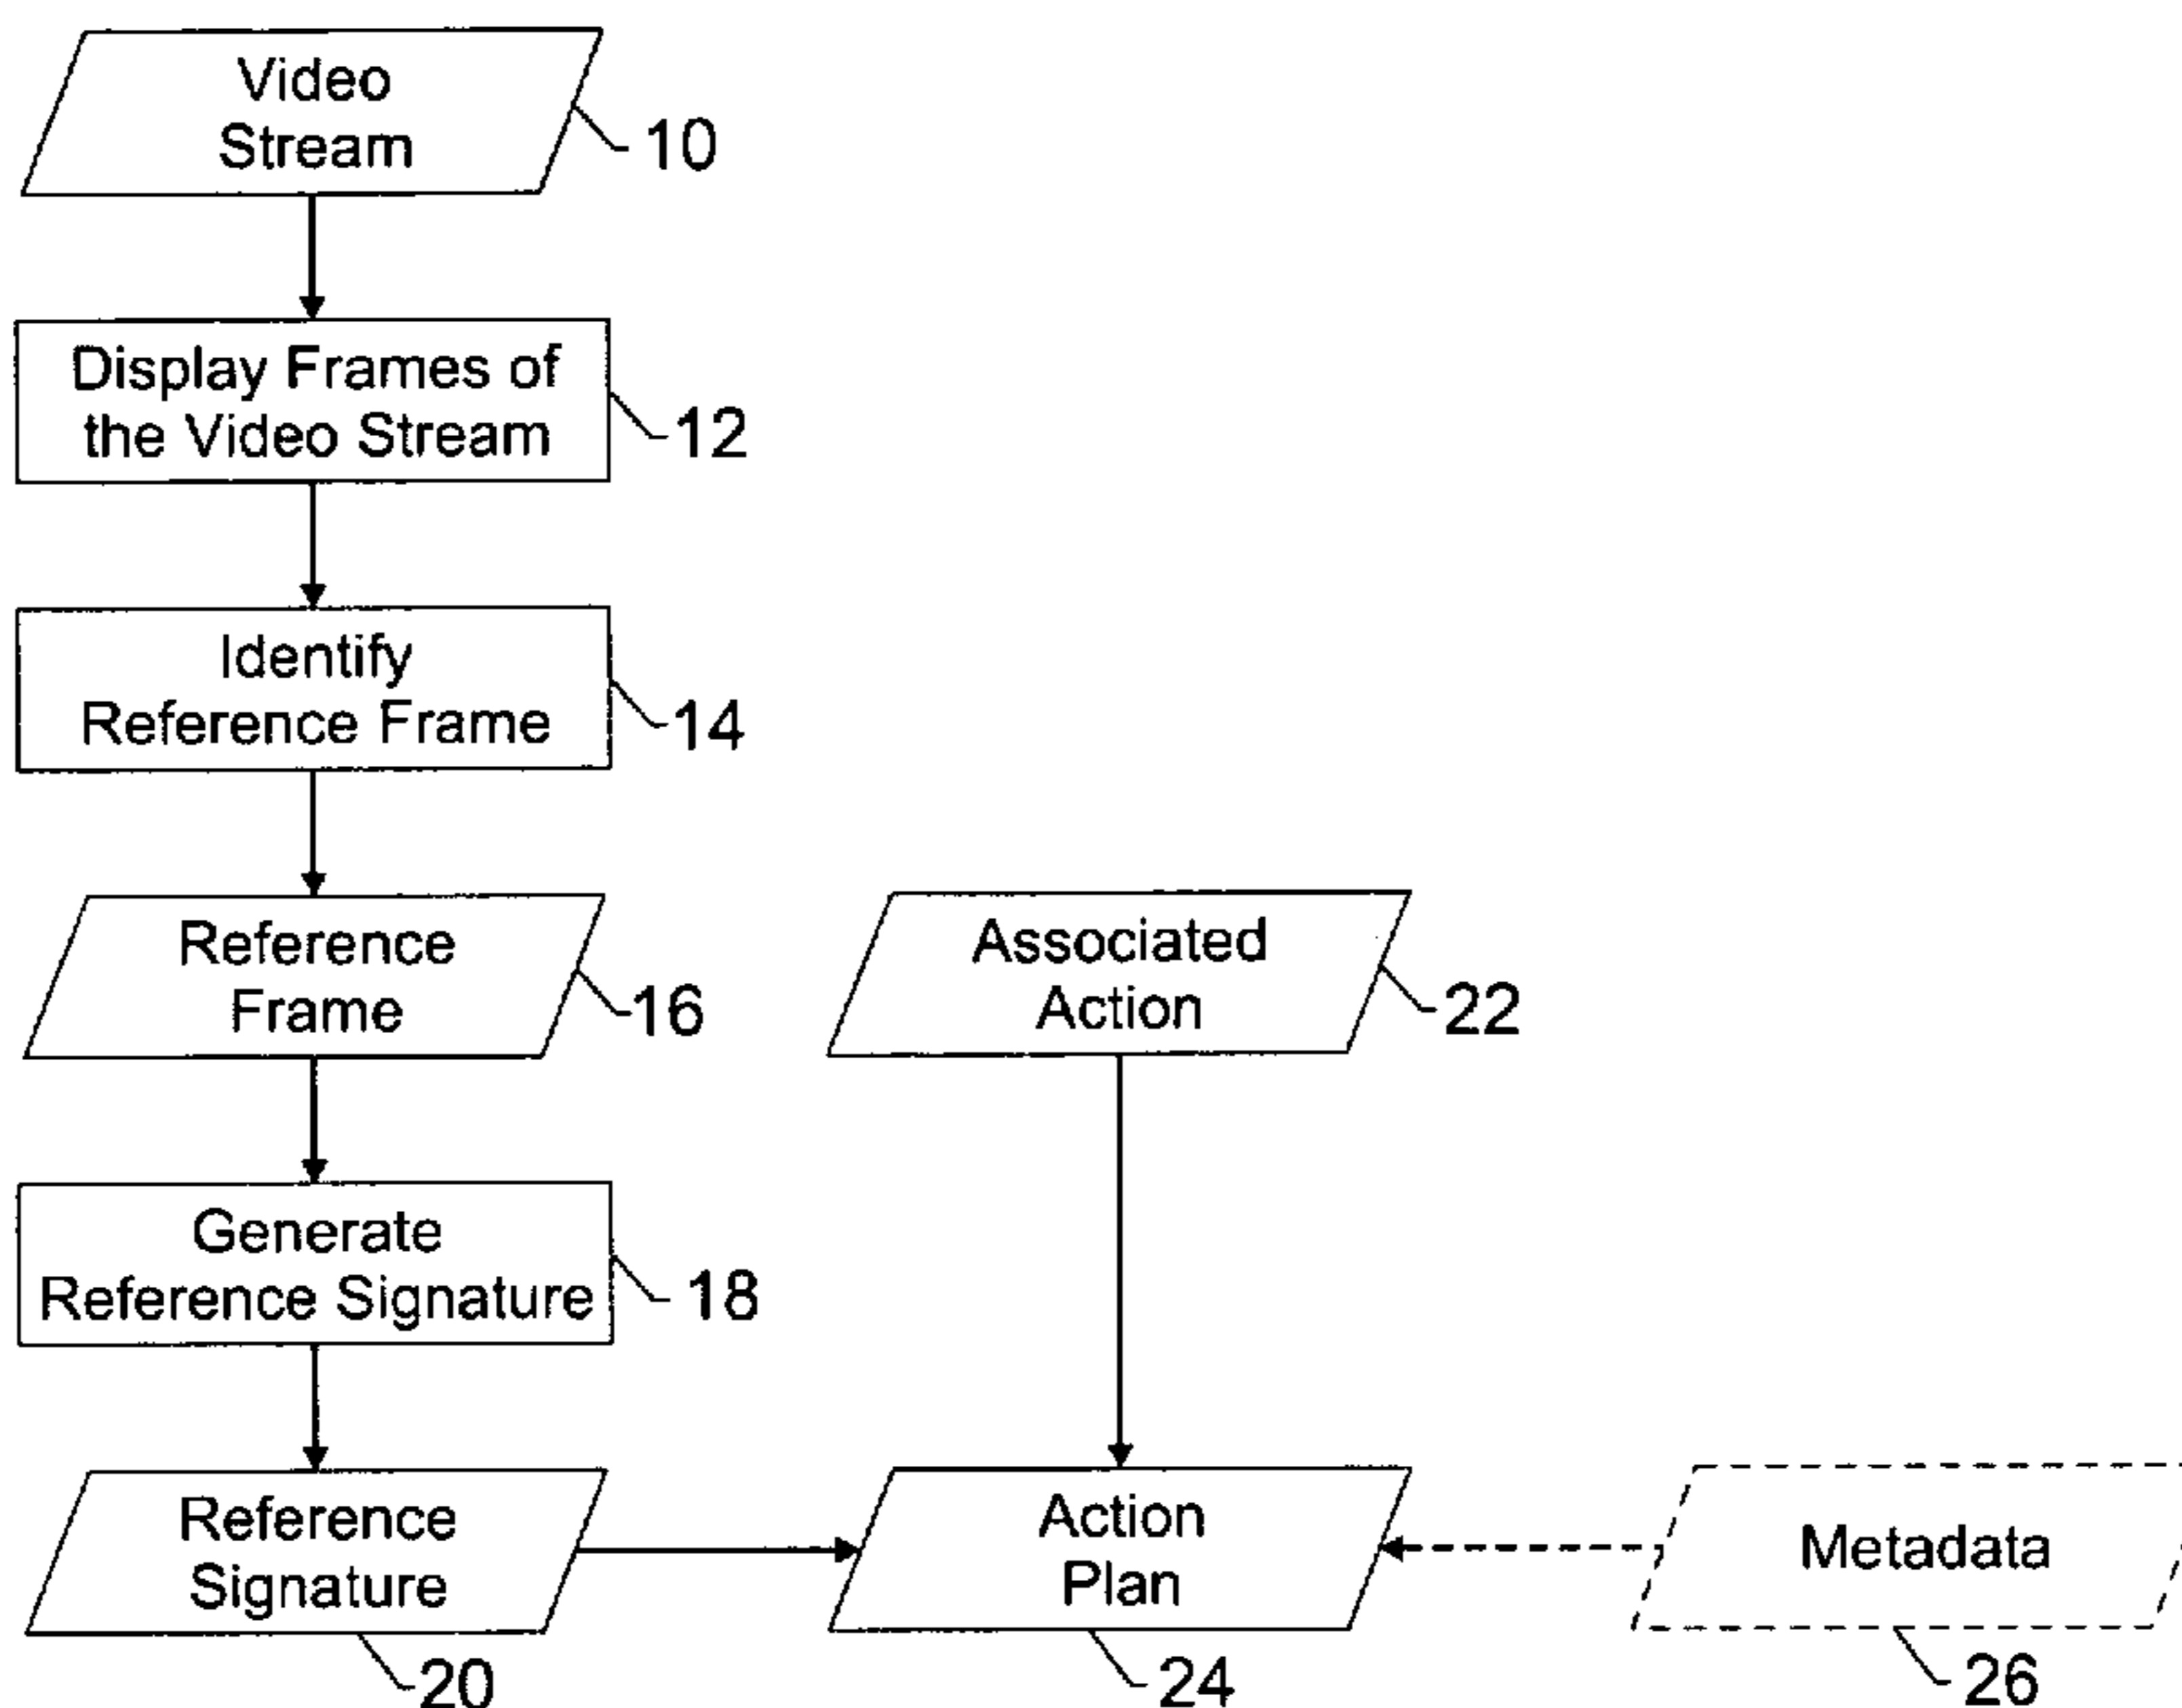 Video
Stream
10
Display Frames of
the Video Stream
12
Identify
Reference Frame
14
Reference
Frame
16
Associated
Action
22
Generate
Reference Signature
18
Reference
Signature
20
Action
Plan
24
Metadata
26